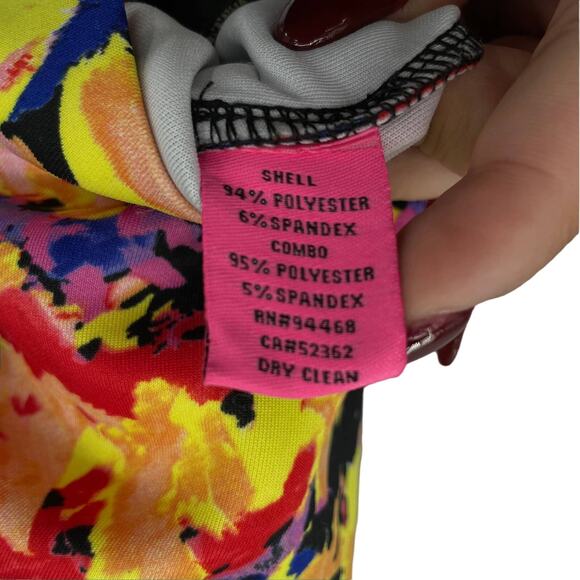 SHELL
94% POLYESTER
6% SPANDEX
COMBO
95% POLYESTER
5% SPANDEX
RN#94468
CA#52362
DRY CLEAN